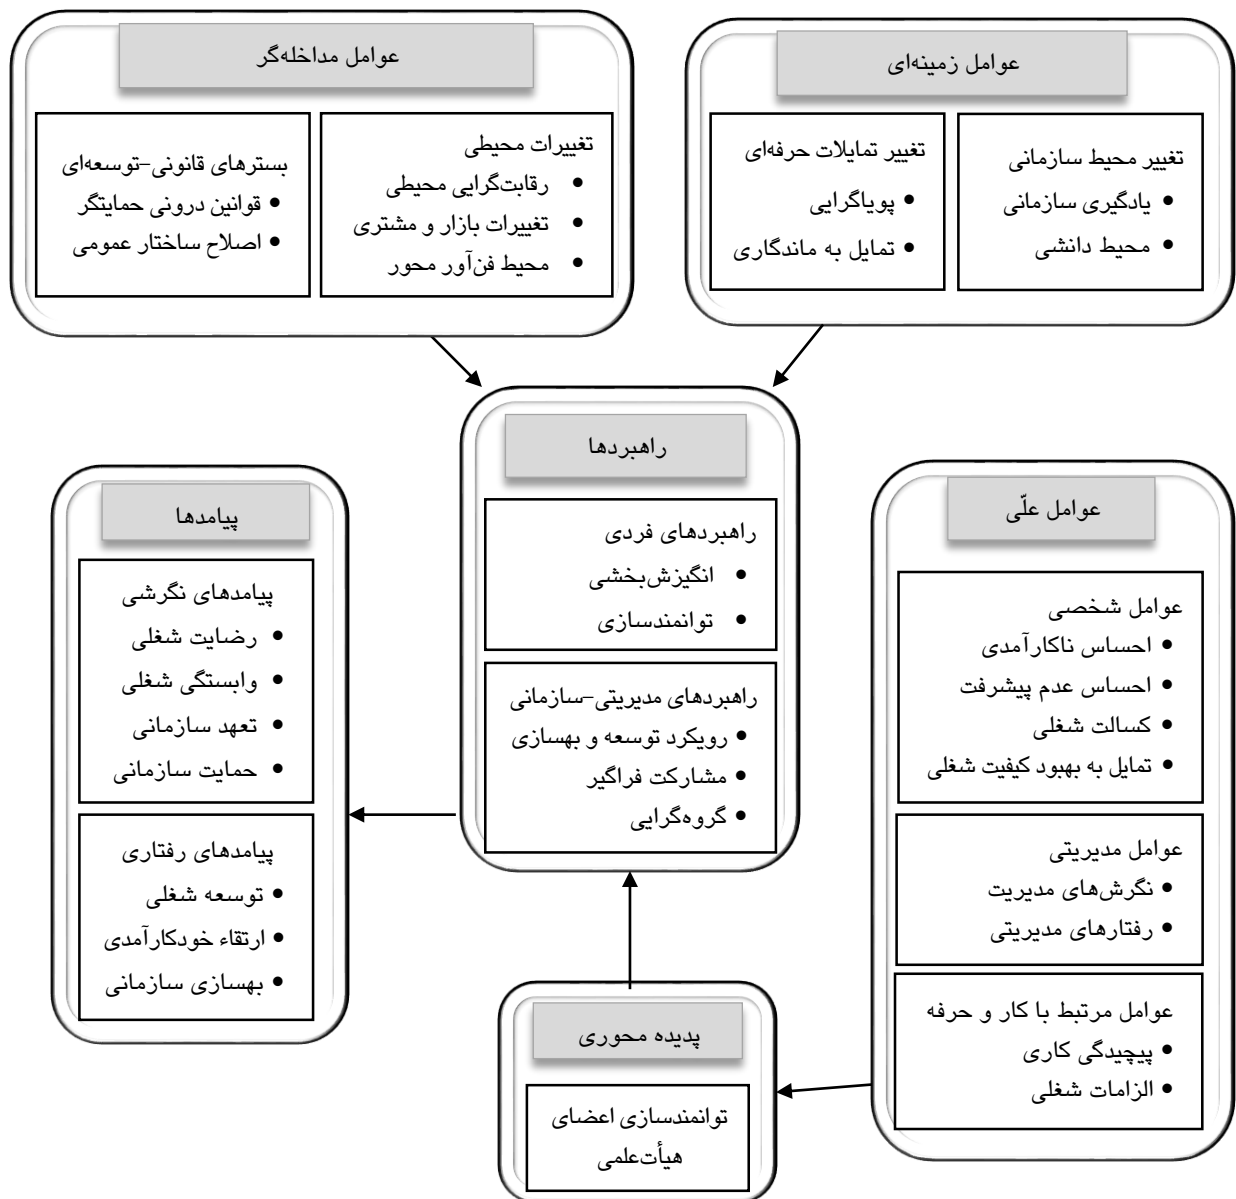 عوامل زمینه‌ای
تغییر محیط سازمانی
• یادگیری سازمانی
• محیط دانشی
تغییر تمایلات حرفه‌ای
• پویاگرایی
• تمایل به ماندگاری
عوامل مداخله‌گر
تغییرات محیطی
• رقابت‌گرایی محیطی
• تغییرات بازار و مشتری
• محیط فن‌آور محور
بسترهای قانونی-توسعه‌ای
• قوانین درونی حمایتگر
• اصلاح ساختار عمومی
عوامل علّی
عوامل شخصی
• احساس ناکارآمدی
• احساس عدم پیشرفت
• کسالت شغلی
• تمایل به بهبود کیفیت شغلی
عوامل مدیریتی
• نگرش‌های مدیریت
• رفتارهای مدیریتی
عوامل مرتبط با کار و حرفه
• پیچیدگی کاری
• الزامات شغلی
راهبردها
راهبردهای فردی
• انگیزش‌بخشی
• توانمندسازی
راهبردهای مدیریتی-سازمانی
• رویکرد توسعه و بهسازی
• مشارکت فراگیر
• گروه‌گرایی
پدیده محوری
توانمندسازی اعضای
هیأت‌علمی
پیامدها
پیامدهای نگرشی
• رضایت شغلی
• وابستگی شغلی
• تعهد سازمانی
• حمایت سازمانی
پیامدهای رفتاری
• توسعه شغلی
• ارتقاء خودکارآمدی
• بهسازی سازمانی